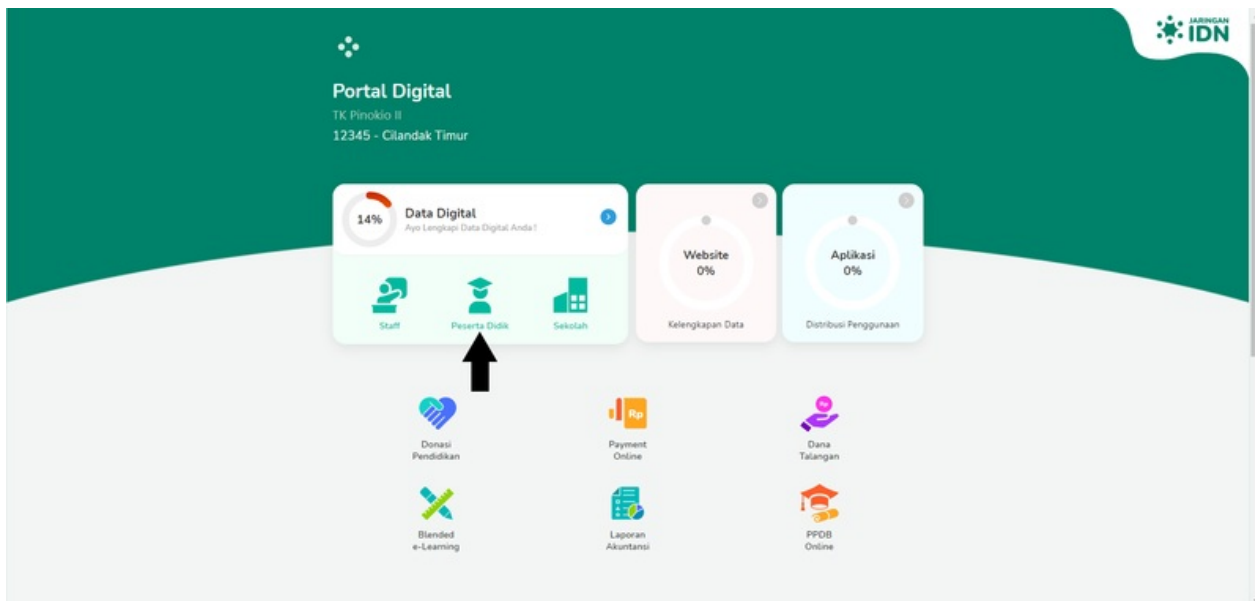 JARINGAN
IDN
Portal Digital
TK Pinokio II
12345 - Cilandak Timur
14%
Data Digital
Ayo Lengkapi Data Digital Anda !
Staff
Peserta Didik
Sekolah
Website
0%
Kelengkapan Data
Aplikasi
0%
Distribusi Penggunaan
Donasi
Pendidikan
Rp
Payment
Online
Rp
Dana
Talangan
Blended
e-Learning
Laporan
Akuntansi
PPDB
Online